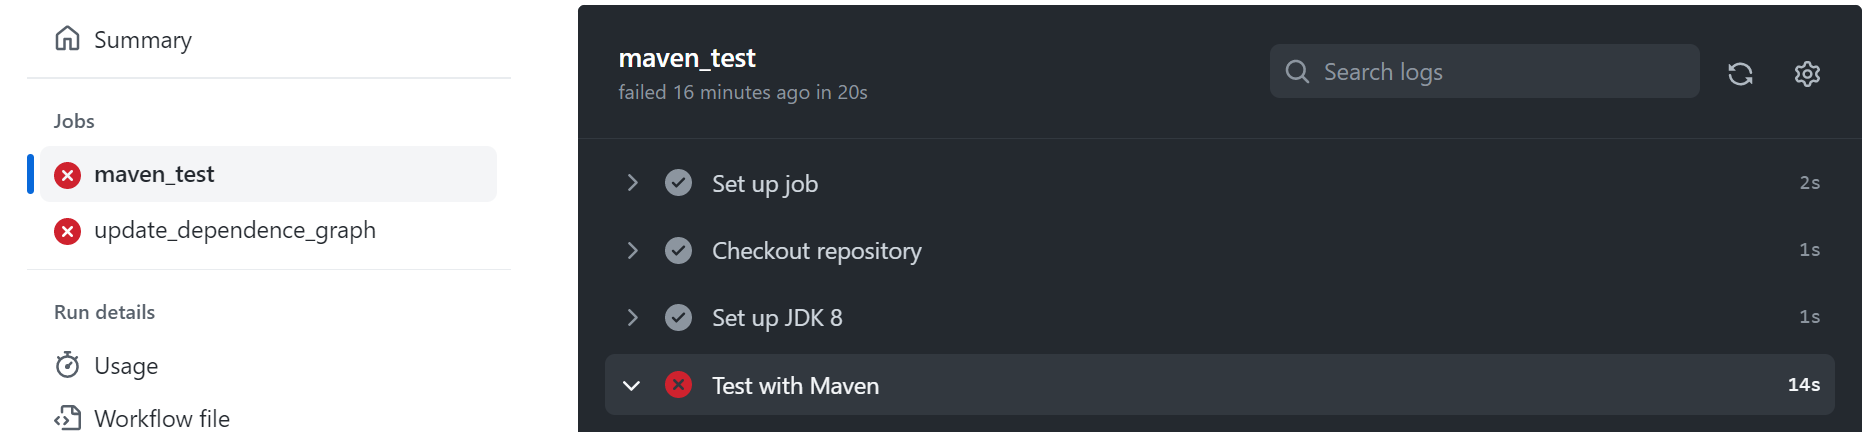 Summary
Jobs
maven_test
update_dependence_graph
Run details
Usage
Workflow file
maven_test
failed 16 minutes ago in 20s
Search logs
Set up job 2s
Checkout repository 1s
Set up JDK 8 1s
Test with Maven 14s